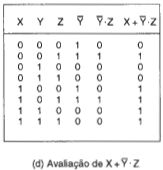 X Y Z Y̅ Y̅·Z X+Y̅·Z
0 0 0 1 0 0
0 0 1 1 1 1
0 1 0 0 0 0
0 1 1 0 0 0
1 0 0 1 0 1
1 0 1 1 1 1
1 1 0 0 0 1
1 1 1 0 0 1
(d) Avaliação de X+Y̅·Z